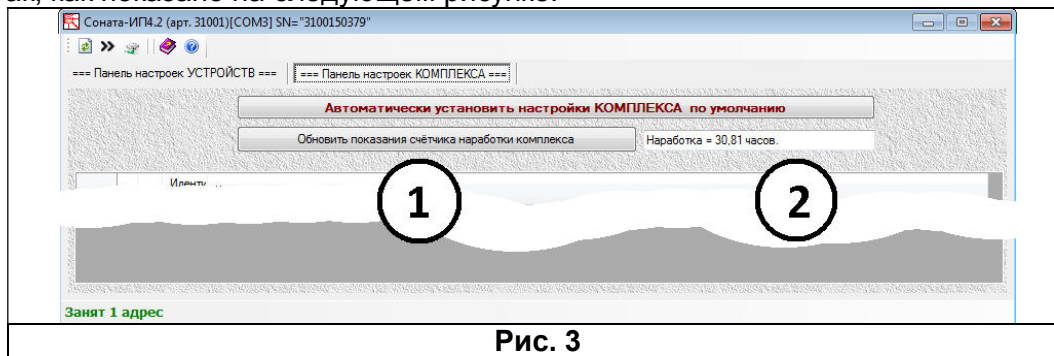 ак, как показано на следующем рисунке.
Соната-ИП4.2 (арт. 31001)[COM3] SN="3100150379"
=== Панель настроек УСТРОЙСТВ === === Панель настроек КОМПЛЕКСА ===
Автоматически установить настройки КОМПЛЕКСА по умолчанию
Обновить показания счётчика наработки комплекса Наработка = 30,81 часов.
1 2
Занят 1 адрес
Рис. 3